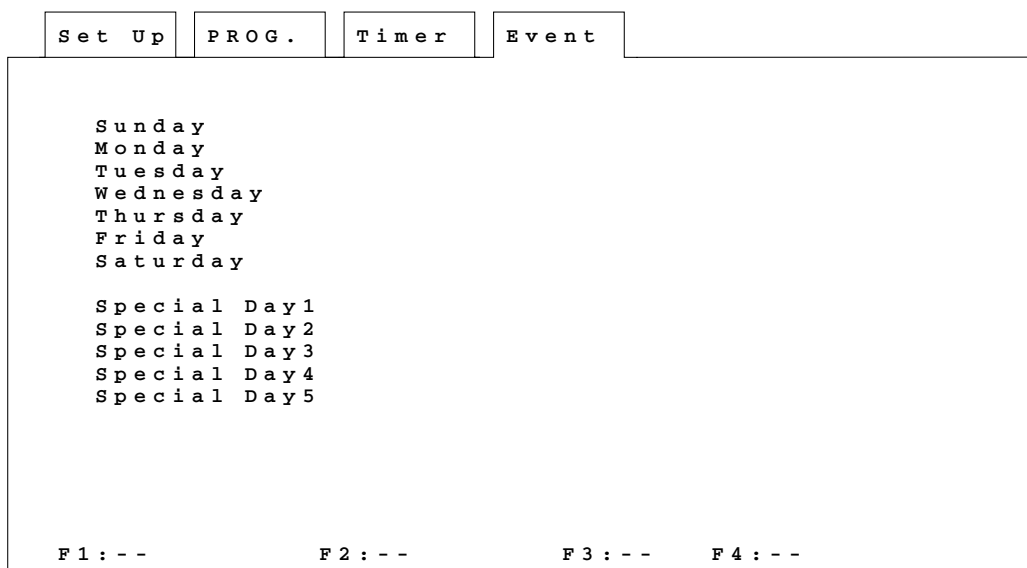 Set Up PROG. Timer Event
Sunday
Monday
Tuesday
Wednesday
Thursday
Friday
Saturday
Special Day1
Special Day2
Special Day3
Special Day4
Special Day5
F1:-- F2:-- F3:-- F4:--